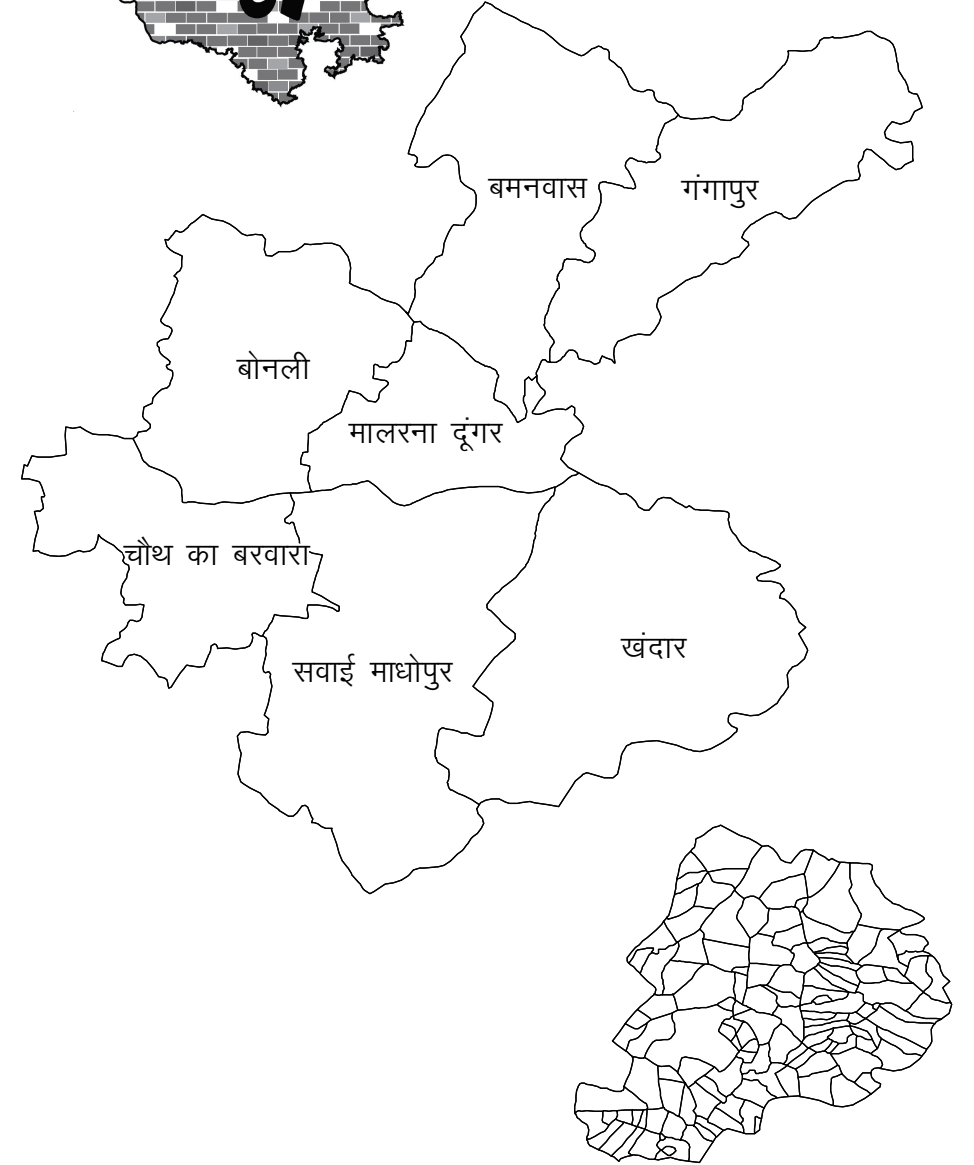 बमनवास
गंगापुर
बोनली
मालरना दूंगर
चौथ का बरवारा
सवाई माधोपुर
खंदार